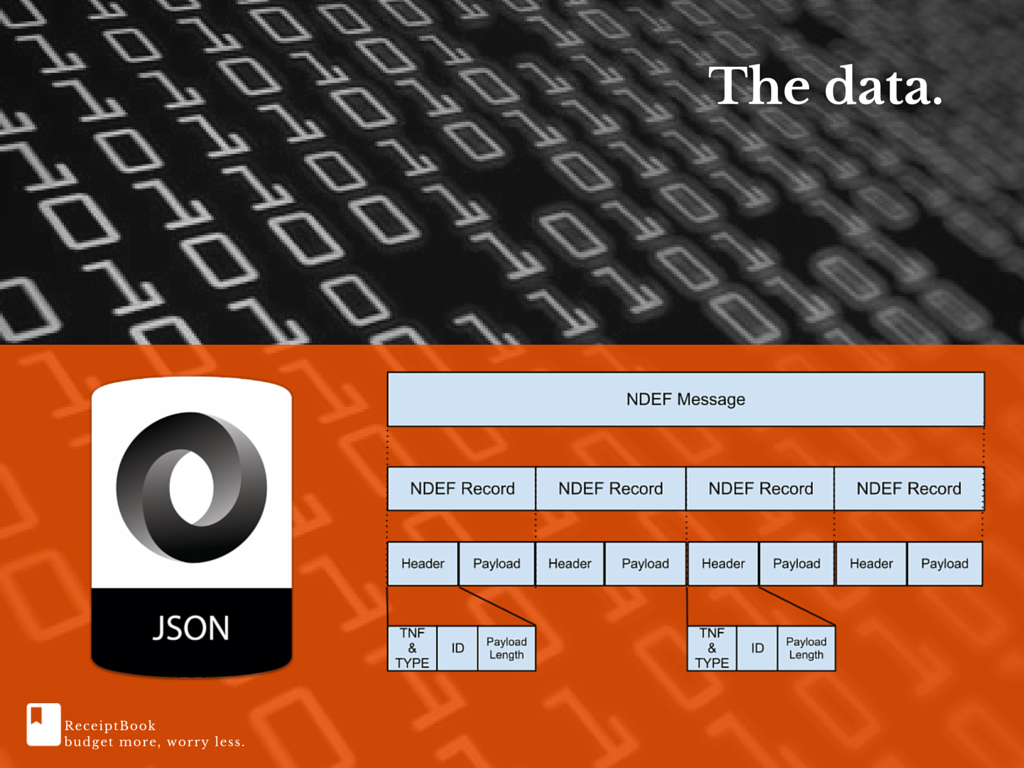 The data.
NDEF Message
NDEF Record NDEF Record NDEF Record NDEF Record
Header Payload Header Payload Header Payload Header Payload
TNF
&
TYPE
ID
Payload
Length
TNF
&
TYPE
ID
Payload
Length
JSON
ReceiptBook
budget more, worry less.